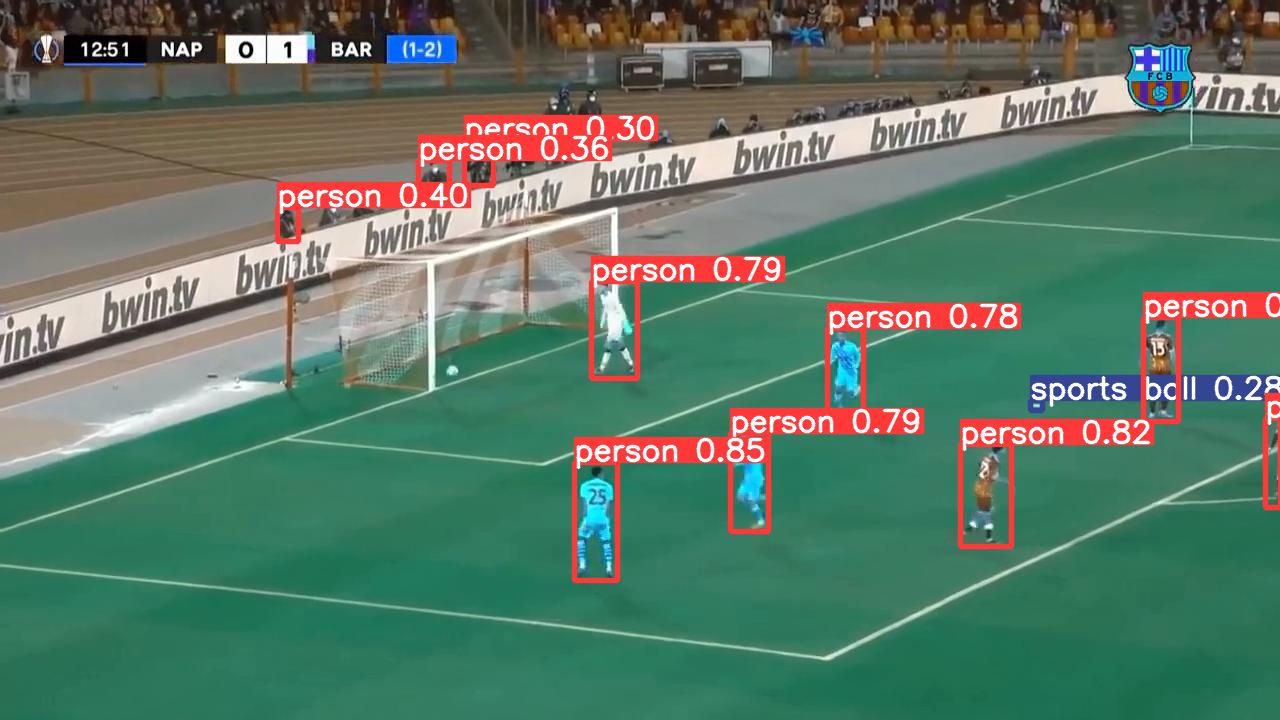 12:51 NAP 0 1 BAR (1-2)
FCB
bwin.tv
bwin.tv
bwin.tv
bwin.tv
bwin.tv
bwin.tv
bwin.tv
bwin.tv
person 0.30
person 0.36
person 0.40
person 0.79
person 0.78
person 0
sports ball 0.28
person 0.79
person 0.82
person 0.85
15
25